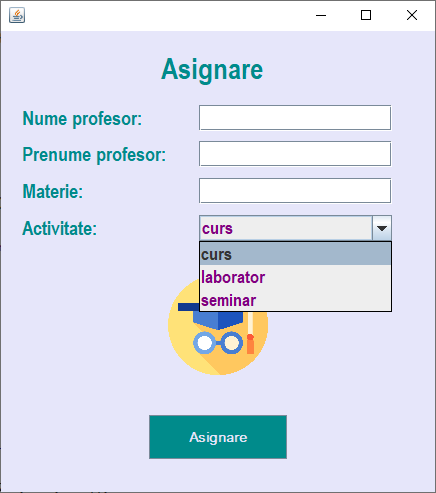 Asignare
Nume profesor:
Prenume profesor:
Materie:
Activitate:
curs
curs
laborator
seminar
Asignare